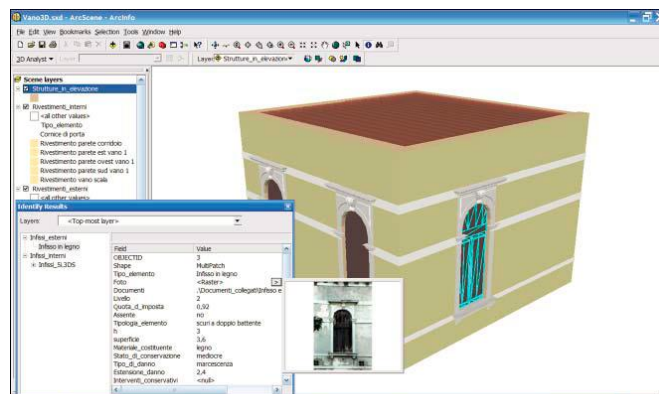 Vano3D.sxd - ArcScene - ArcInfo
File Edit View Bookmarks Selection Tools Window Help
3D Analyst Layer: Layer Strutture_in_elevazion
Scene layers
Strutture_in_elevazione
Rivestimenti_interni
<all other values>
Tipo_elemento
Cornice di porta
Rivestimento parete corridoio
Rivestimento parete est vano 1
Rivestimento parete ovest vano 1
Rivestimento parete sud vano 1
Rivestimento vano scala
Rivestimenti_esterni
<all other values>
Identify Results
Layers: <Top-most layer>
Infissi_esterni
Infisso in legno
Infissi_interni
Infissi_Si3DS
Field Value
OBJECTID 3
Shape MultiPatch
Tipo_elemento Infisso in legno
Foto <Raster>
Documenti .\Documenti_collegati\Infisso e
Livello 2
Quota_d_imposta 0,92
Assente no
Tipologia_elemento scuri a doppio battente
h 3
superficie 3,6
Materiale_costituente legno
Stato_di_conservazione mediocre
Tipo_di_danno marcescenza
Estensione_danno 2,4
Interventi_conservativi <null>